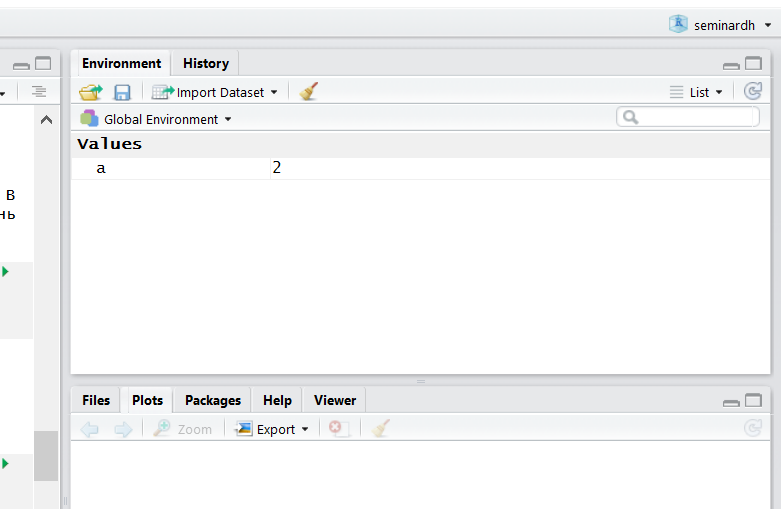 seminardh
Environment History
Import Dataset List
Global Environment
Values
a 2
В
нь
Files Plots Packages Help Viewer
Zoom Export